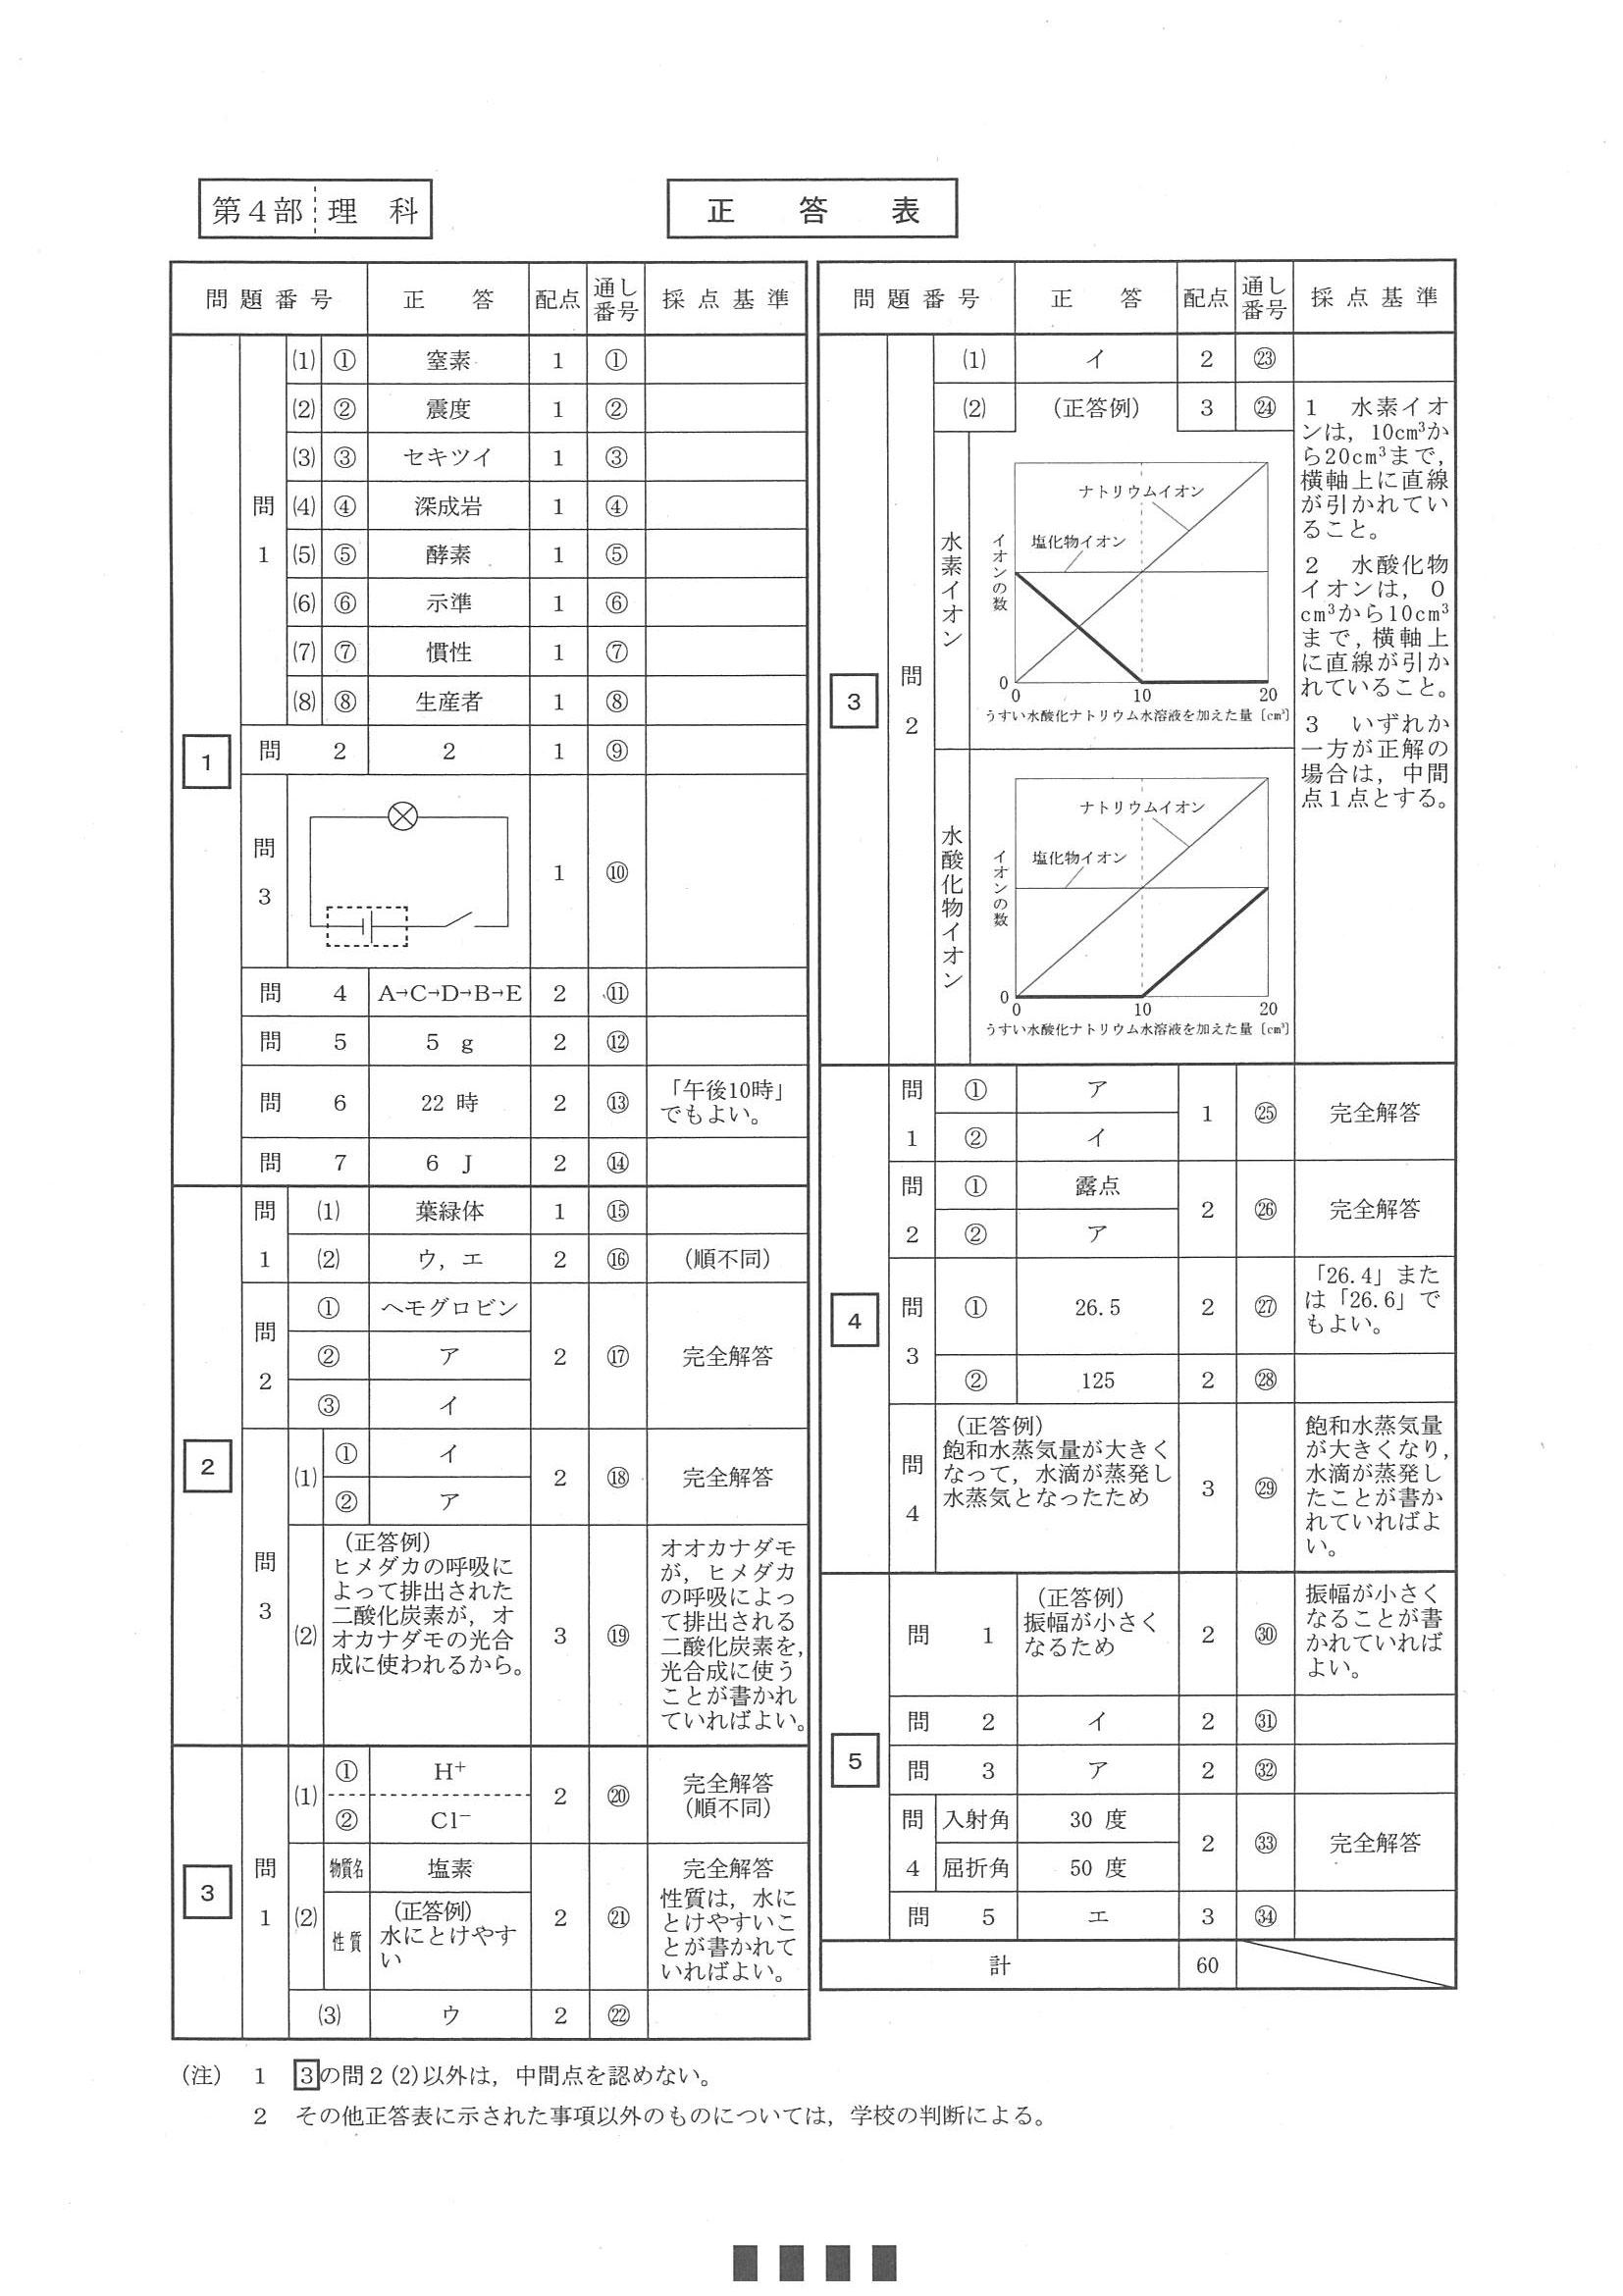 第4部 理 科
正 答 表
問 題 番 号 正 答 配点 通し番号 採 点 基 準
1
問1 (1) ① 窒素 1 ①
(2) ② 震度 1 ②
(3) ③ セキツイ 1 ③
(4) ④ 深成岩 1 ④
(5) ⑤ 酵素 1 ⑤
(6) ⑥ 示準 1 ⑥
(7) ⑦ 慣性 1 ⑦
(8) ⑧ 生産者 1 ⑧
問 2 2 1 ⑨
問3 1 ⑩
問 4 A→C→D→B→E 2 ⑪
問 5 5 g 2 ⑫
問 6 22 時 2 ⑬ 「午後10時」
でもよい。
問 7 6 J 2 ⑭
2
問1 (1) 葉緑体 1 ⑮
(2) ウ,エ 2 ⑯ (順不同)
問2 ① ヘモグロビン
② ア 2 ⑰ 完全解答
③ イ
問3 (1) ① イ 2 ⑱ 完全解答
② ア
(2) (正答例)
ヒメダカの呼吸に
よって排出された
二酸化炭素が,オ
オカナダモの光合
成に使われるから。
3 ⑲
オオカナダモ
が,ヒメダカ
の呼吸によっ
て排出される
二酸化炭素を,
光合成に使う
ことが書かれ
ていればよい。
3
問1 (1) ① H⁺ 2 ⑳ 完全解答
② Cl⁻ (順不同)
(2) 物質名 塩素
性質 (正答例)
水にとけやす
い
2 ㉑
完全解答
性質は,水に
とけやすいこ
とが書かれて
いればよい。
(3) ウ 2 ㉒
問 題 番 号 正 答 配点 通し番号 採 点 基 準
3
問2 (1) イ 2 ㉓
(2) (正答例) 3 ㉔
水素イオン
イオンの数
ナトリウムイオン
塩化物イオン
0
0 10 20
うすい水酸化ナトリウム水溶液を加えた量〔cm³〕
水酸化物イオン
イオンの数
ナトリウムイオン
塩化物イオン
0
0 10 20
うすい水酸化ナトリウム水溶液を加えた量〔cm³〕
1 水素イオ
ンは,10cm³か
ら20cm³まで,
横軸上に直線
が引かれてい
ること。
2 水酸化物
イオンは,0
cm³から10cm³
まで,横軸上
に直線が引か
れていること。
3 いずれか
一方が正解の
場合は,中間
点1点とする。
4
問1 ① ア 1 ㉕ 完全解答
② イ
問2 ① 露点 2 ㉖ 完全解答
② ア
問3 ① 26.5 2 ㉗
「26.4」また
は「26.6」で
もよい。
② 125 2 ㉘
問4 (正答例)
飽和水蒸気量が大きく
なって,水滴が蒸発し
水蒸気となったため
3 ㉙
飽和水蒸気量
が大きくなり,
水滴が蒸発し
たことが書か
れていればよ
い。
5
問 1 (正答例)
振幅が小さく
なるため
2 ㉚
振幅が小さく
なることが書
かれていれば
よい。
問 2 イ 2 ㉛
問 3 ア 2 ㉜
問4 入射角 30 度 2 ㉝ 完全解答
屈折角 50 度
問 5 エ 3 ㉞
計 60
(注) 1 3の問2(2)以外は,中間点を認めない。
2 その他正答表に示された事項以外のものについては,学校の判断による。